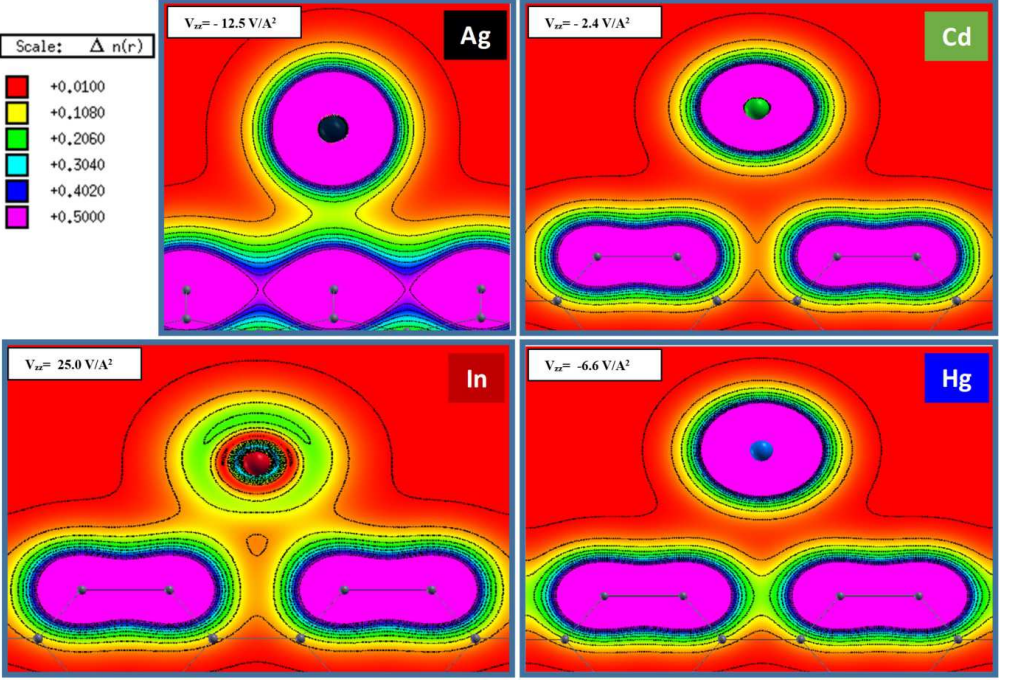 Scale: Δ n(r)
+0.0100
+0.1080
+0.2060
+0.3040
+0.4020
+0.5000
Vzz= - 12.5 V/A²
Ag
Vzz= - 2.4 V/A²
Cd
Vzz= 25.0 V/A²
In
Vzz= -6.6 V/A²
Hg